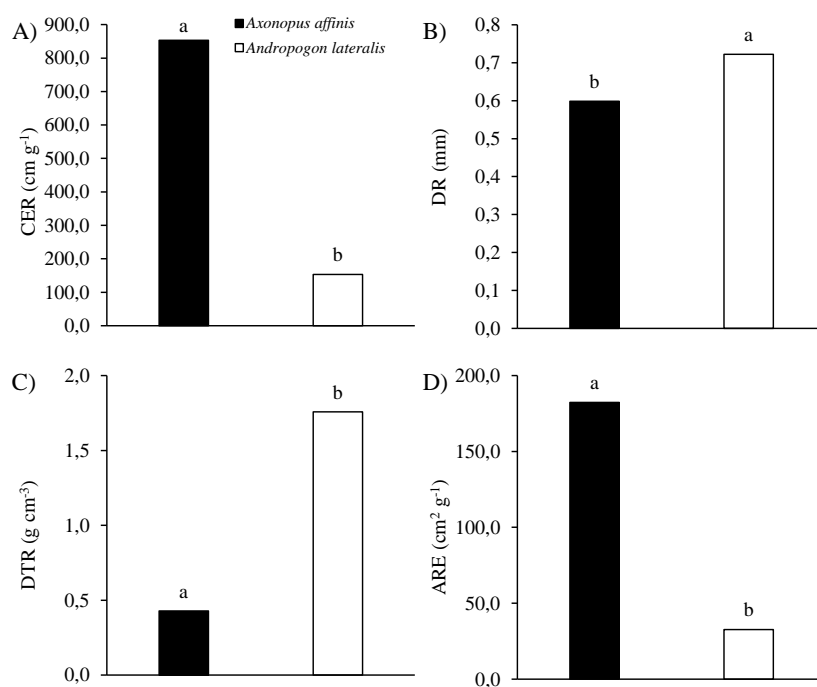 A)
900,0
800,0
700,0
600,0
500,0
400,0
300,0
200,0
100,0
0,0
CER (cm g⁻¹)
a
b
Axonopus affinis
Andropogon lateralis
B)
0,8
0,7
0,6
0,5
0,4
0,3
0,2
0,1
0,0
DR (mm)
b
a
C)
2,0
1,5
1,0
0,5
0,0
DTR (g cm⁻³)
a
b
D)
200,0
150,0
100,0
50,0
0,0
ARE (cm² g⁻¹)
a
b